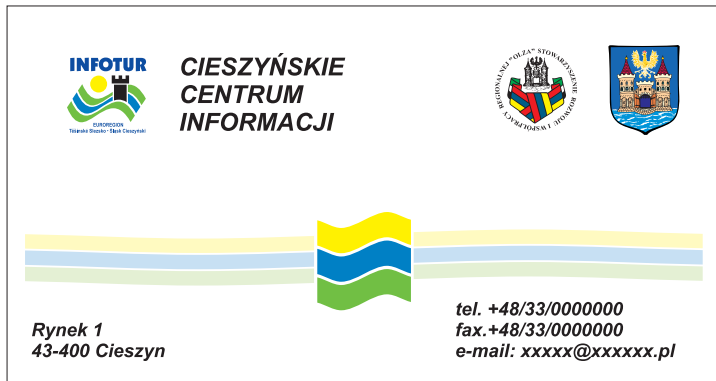 INFOTUR
EUROREGION
Těšínské Slezsko - Śląsk Cieszyński
CIESZYŃSKIE
CENTRUM
INFORMACJI
STOWARZYSZENIE ROZWOJU I WSPÓŁPRACY REGIONALNEJ "OLZA"
Rynek 1
43-400 Cieszyn
tel. +48/33/0000000
fax.+48/33/0000000
e-mail: xxxxx@xxxxxx.pl